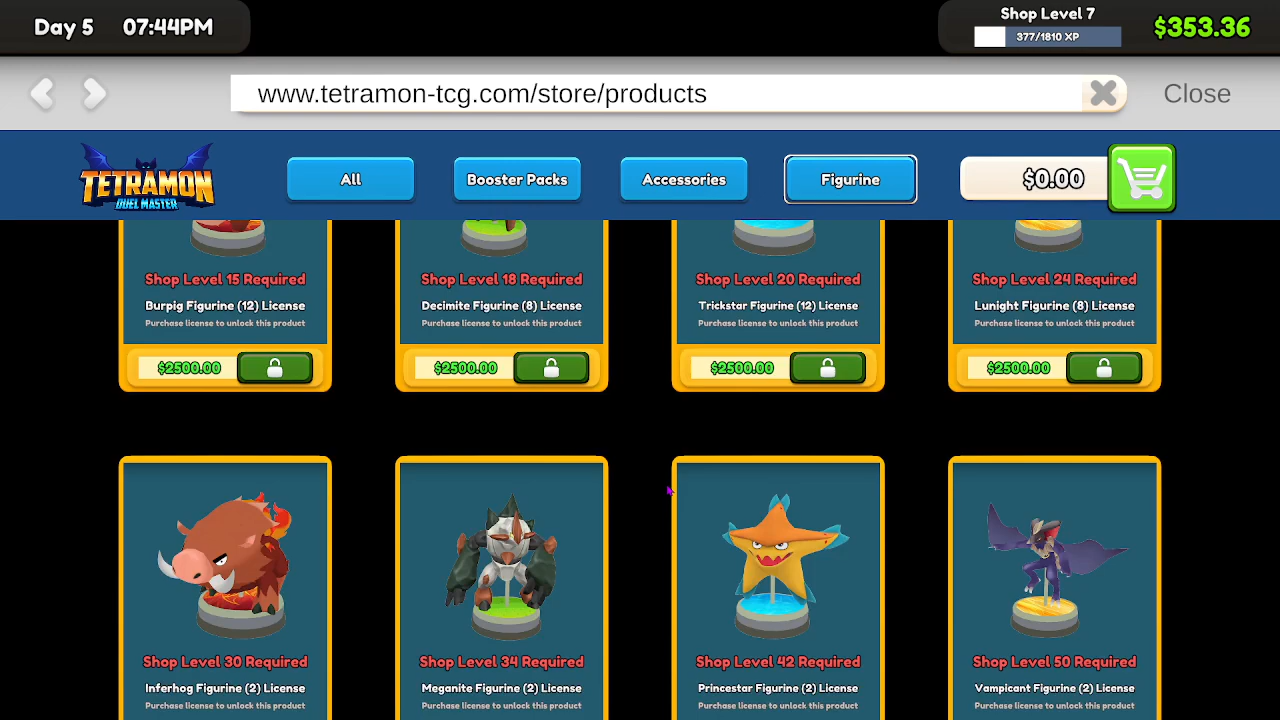 Day 5 07:44PM
Shop Level 7
377/1810 XP
$353.36
www.tetramon-tcg.com/store/products
Close
TETRAMON
DUEL MASTER
All
Booster Packs
Accessories
Figurine
$0.00
Shop Level 15 Required
Burpig Figurine (12) License
Purchase license to unlock this product
$2500.00
Shop Level 18 Required
Decimite Figurine (8) License
Purchase license to unlock this product
$2500.00
Shop Level 20 Required
Trickstar Figurine (12) License
Purchase license to unlock this product
$2500.00
Shop Level 24 Required
Lunight Figurine (8) License
Purchase license to unlock this product
$2500.00
Shop Level 30 Required
Inferhog Figurine (2) License
Purchase license to unlock this product
Shop Level 34 Required
Meganite Figurine (2) License
Purchase license to unlock this product
Shop Level 42 Required
Princestar Figurine (2) License
Purchase license to unlock this product
Shop Level 50 Required
Vampicant Figurine (2) License
Purchase license to unlock this product